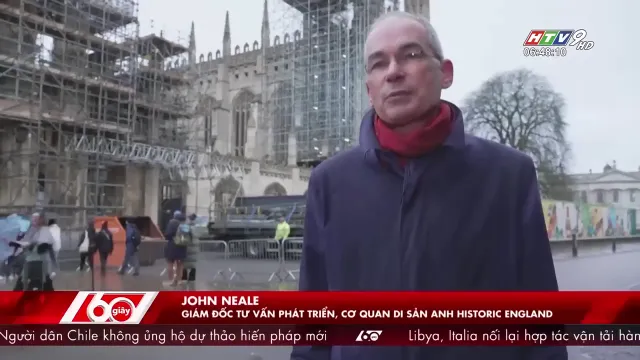 HTV9 HD
06:48:10
JOHN NEALE
GIÁM ĐỐC TƯ VẤN PHÁT TRIỂN, CƠ QUAN DI SẢN ANH HISTORIC ENGLAND
60 giây
Người dân Chile không ủng hộ dự thảo hiến pháp mới 60 Libya, Italia nối lại hợp tác vận tải hàn